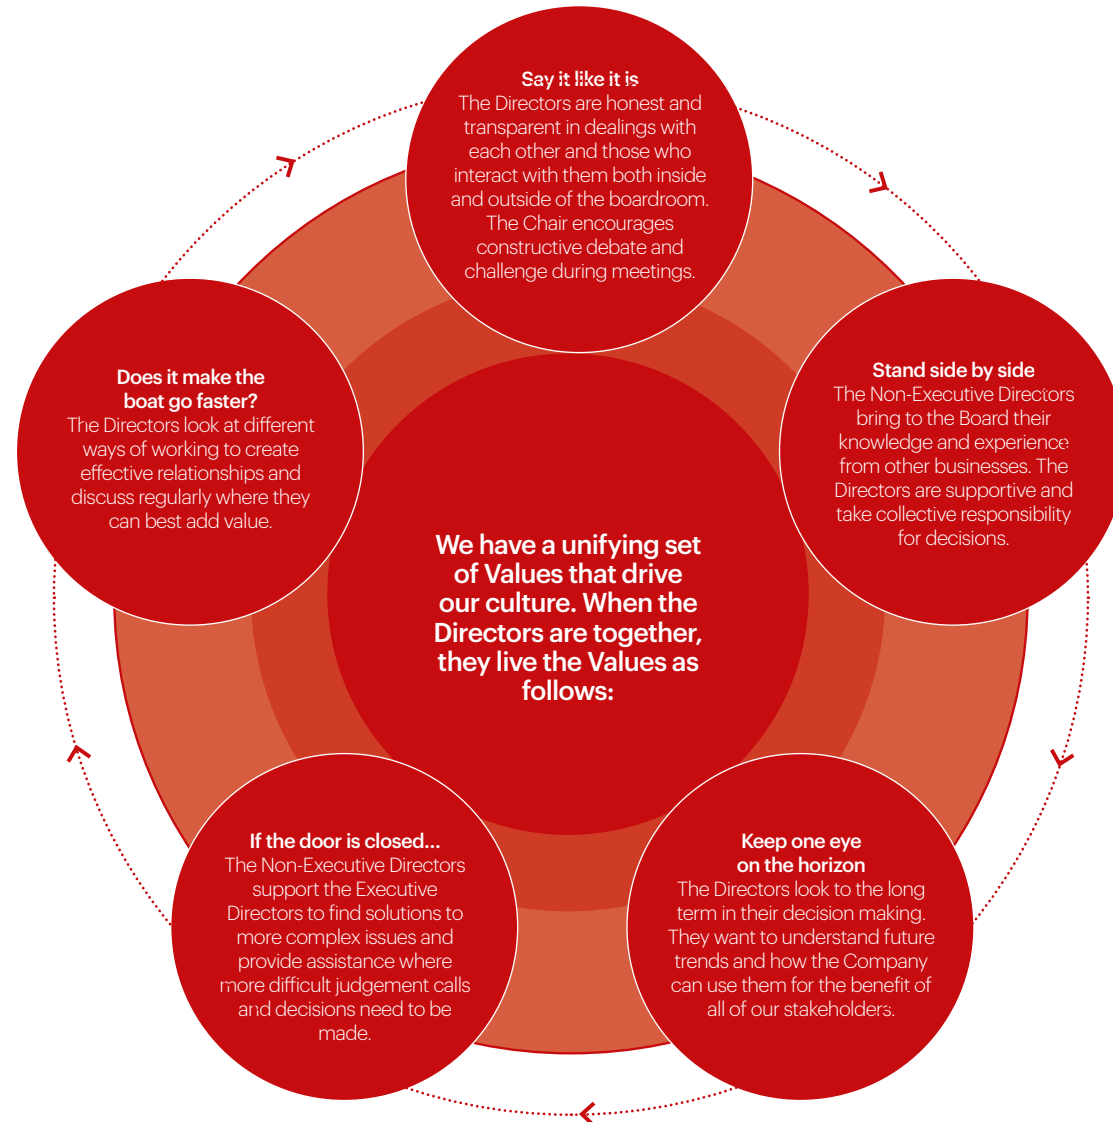 Say it like it is
The Directors are honest and
transparent in dealings with
each other and those who
interact with them both inside
and outside of the boardroom.
The Chair encourages
constructive debate and
challenge during meetings.
Stand side by side
The Non-Executive Directors
bring to the Board their
knowledge and experience
from other businesses. The
Directors are supportive and
take collective responsibility
for decisions.
Keep one eye
on the horizon
The Directors look to the long
term in their decision making.
They want to understand future
trends and how the Company
can use them for the benefit of
all of our stakeholders.
If the door is closed...
The Non-Executive Directors
support the Executive
Directors to find solutions to
more complex issues and
provide assistance where
more difficult judgement calls
and decisions need to be
made.
Does it make the
boat go faster?
The Directors look at different
ways of working to create
effective relationships and
discuss regularly where they
can best add value.
We have a unifying set
of Values that drive
our culture. When the
Directors are together,
they live the Values as
follows: